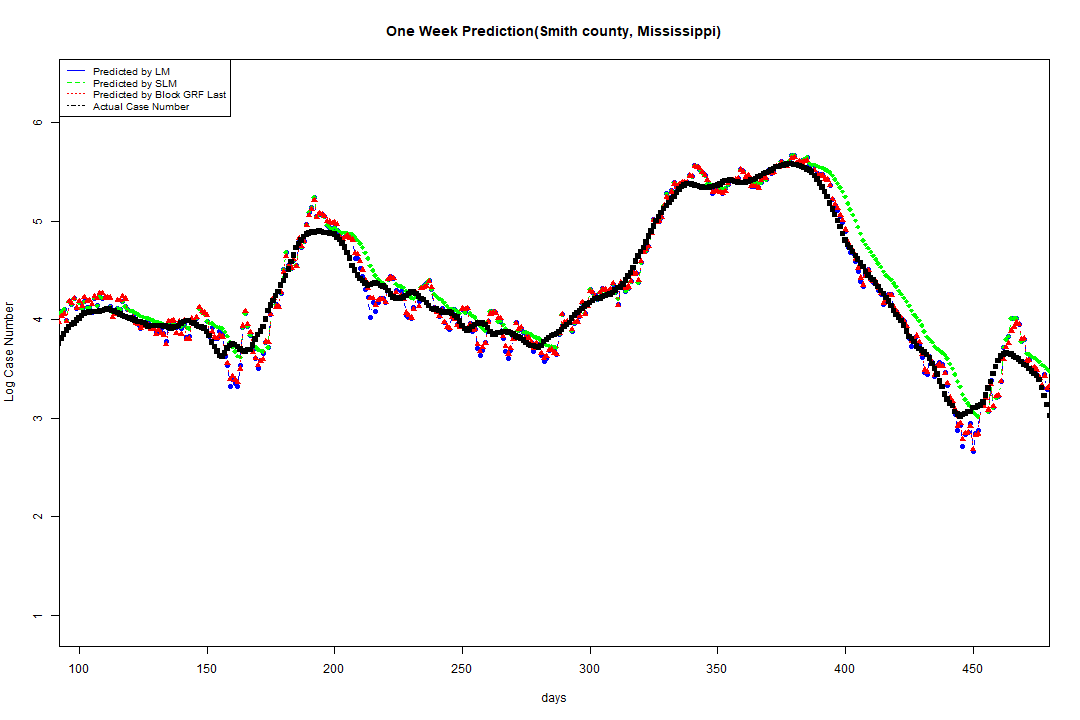 One Week Prediction(Smith county, Mississippi)
Predicted by LM
Predicted by SLM
Predicted by Block GRF Last
Actual Case Number
Log Case Number
6
5
4
3
2
1
100 150 200 250 300 350 400 450
days